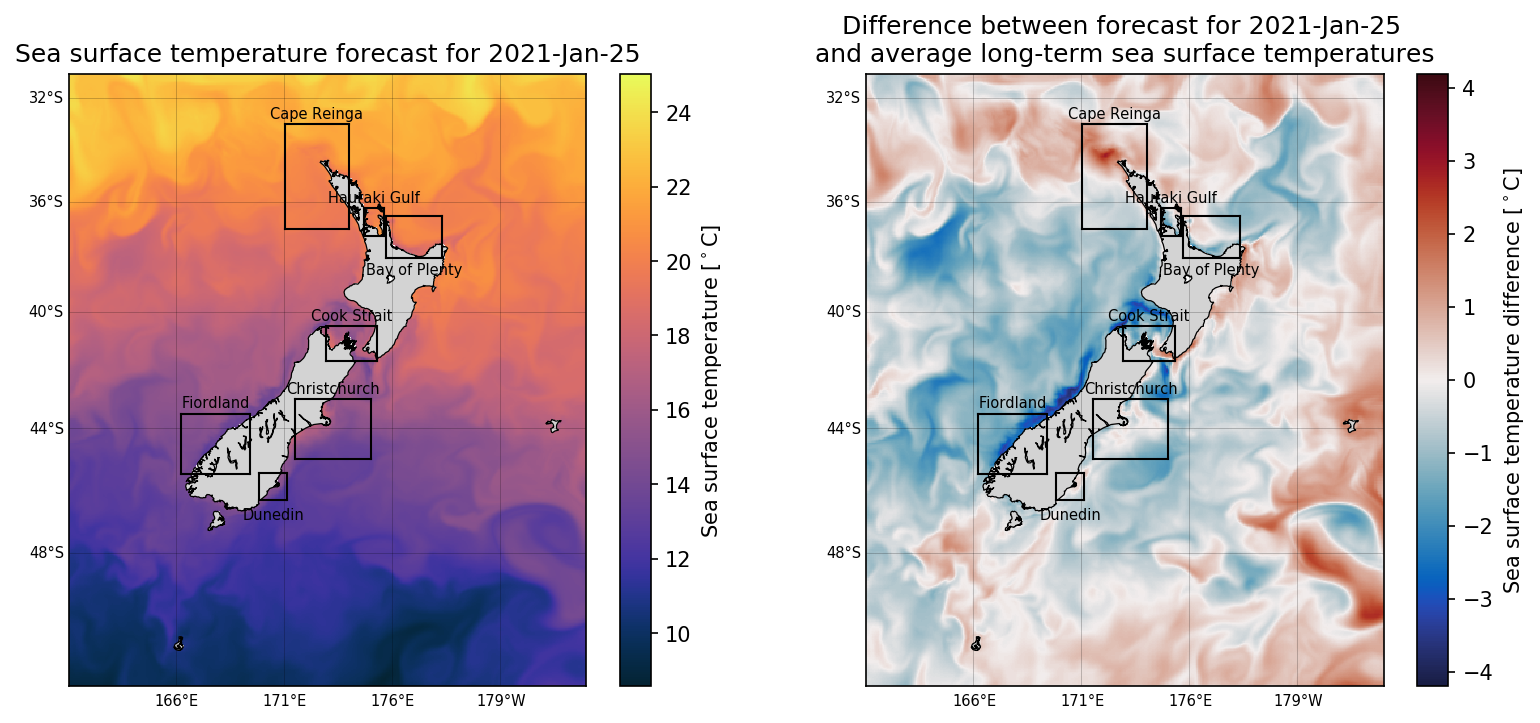 Sea surface temperature forecast for 2021-Jan-25
32°S
36°S
40°S
44°S
48°S
166°E
171°E
176°E
179°W
Cape Reinga
Hauraki Gulf
Bay of Plenty
Cook Strait
Christchurch
Fiordland
Dunedin
24
22
20
18
16
14
12
10
Sea surface temperature [°C]
Difference between forecast for 2021-Jan-25
and average long-term sea surface temperatures
32°S
36°S
40°S
44°S
48°S
166°E
171°E
176°E
179°W
Cape Reinga
Hauraki Gulf
Bay of Plenty
Cook Strait
Christchurch
Fiordland
Dunedin
4
3
2
1
0
−1
−2
−3
−4
Sea surface temperature difference [°C]